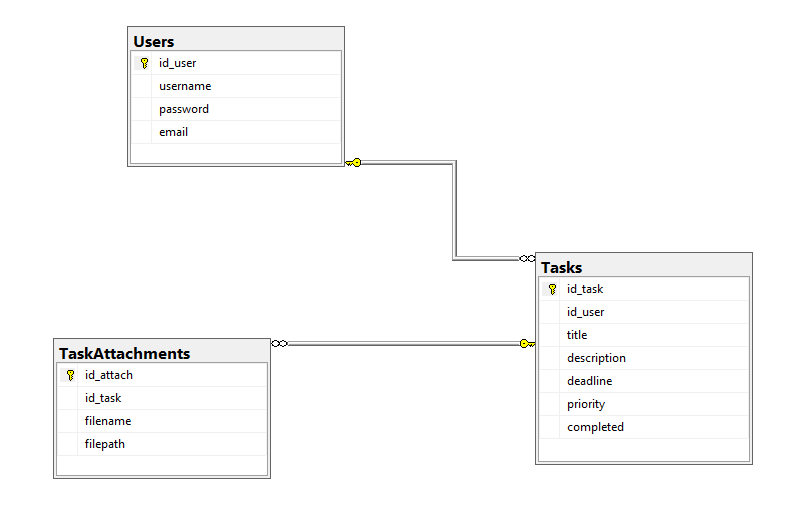 Users
id_user
username
password
email
Tasks
id_task
id_user
title
description
deadline
priority
completed
TaskAttachments
id_attach
id_task
filename
filepath